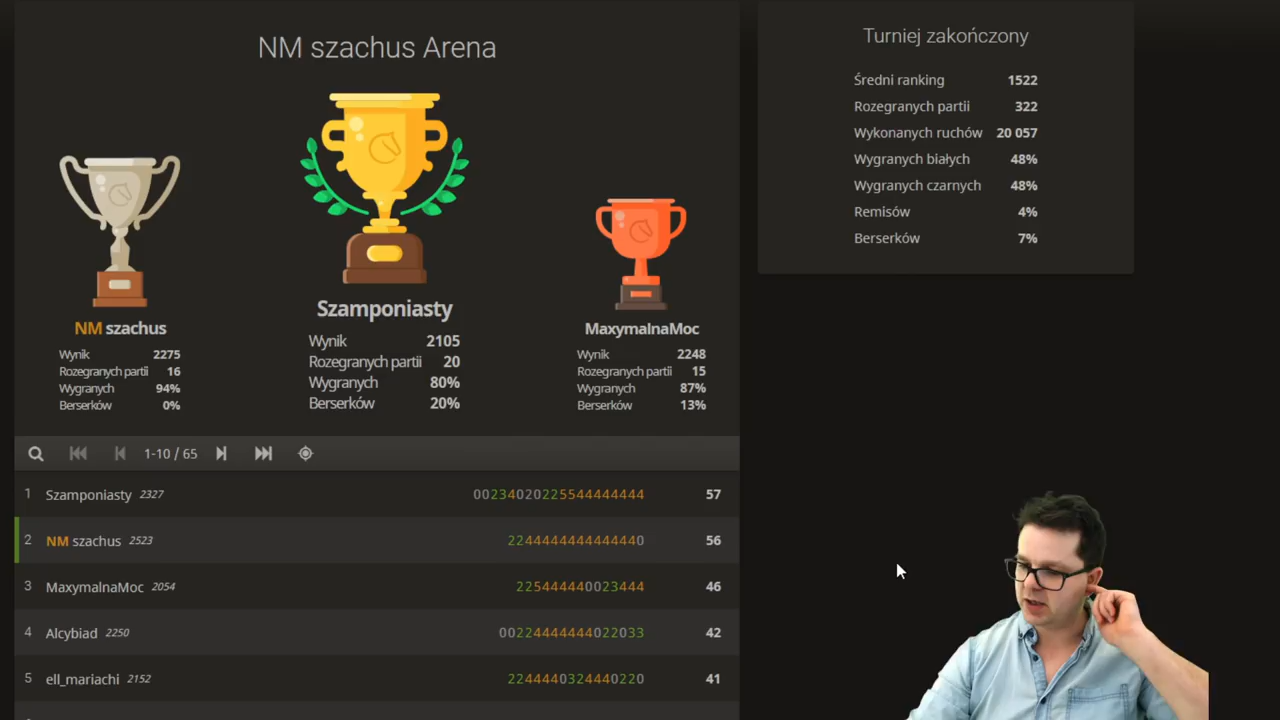 NM szachus Arena
Szamponiasty
Wynik 2105
Rozegranych partii 20
Wygranych 80%
Berserków 20%
NM szachus
Wynik 2275
Rozegranych partii 16
Wygranych 94%
Berserków 0%
MaxymalnaMoc
Wynik 2248
Rozegranych partii 15
Wygranych 87%
Berserków 13%
1-10 / 65
1 Szamponiasty 2327 00234020225544444444 57
2 NM szachus 2523 2244444444444440 56
3 MaxymalnaMoc 2054 225444440023444 46
4 Alcybiad 2250 00224444444022033 42
5 ell_mariachi 2152 2244440324440220 41
Turniej zakończony
Średni ranking 1522
Rozegranych partii 322
Wykonanych ruchów 20 057
Wygranych białych 48%
Wygranych czarnych 48%
Remisów 4%
Berserków 7%